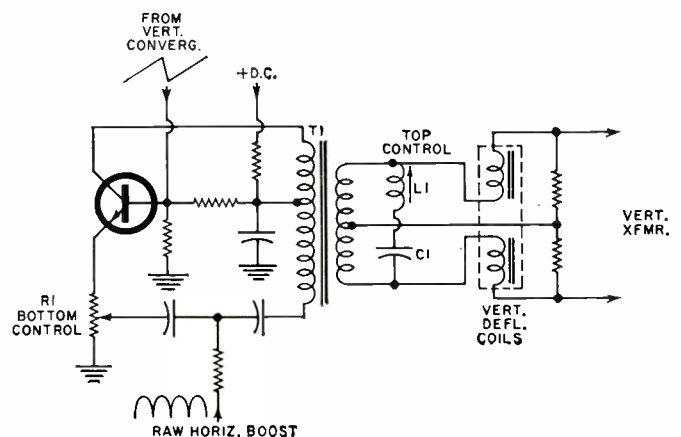 FROM
VERT.
CONVERG.
+D.C.
T1
TOP
CONTROL
L1
C1
VERT.
XFMR.
R1
BOTTOM
CONTROL
VERT.
DEFL.
COILS
RAW HORIZ. BOOST